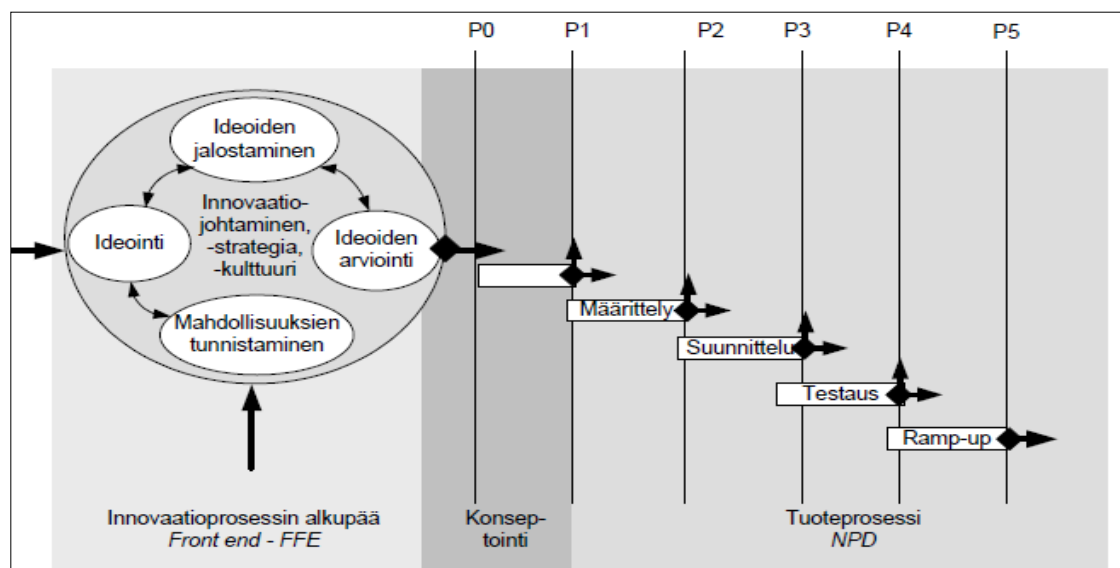 P0 P1 P2 P3 P4 P5
Ideoiden
jalostaminen
Innovaatio-
johtaminen,
-strategia,
-kulttuuri
Ideointi
Ideoiden
arviointi
Mahdollisuuksien
tunnistaminen
Määrittely
Suunnittelu
Testaus
Ramp-up
Innovaatioprosessin alkupää
Front end - FFE
Konsep-
tointi
Tuoteprosessi
NPD